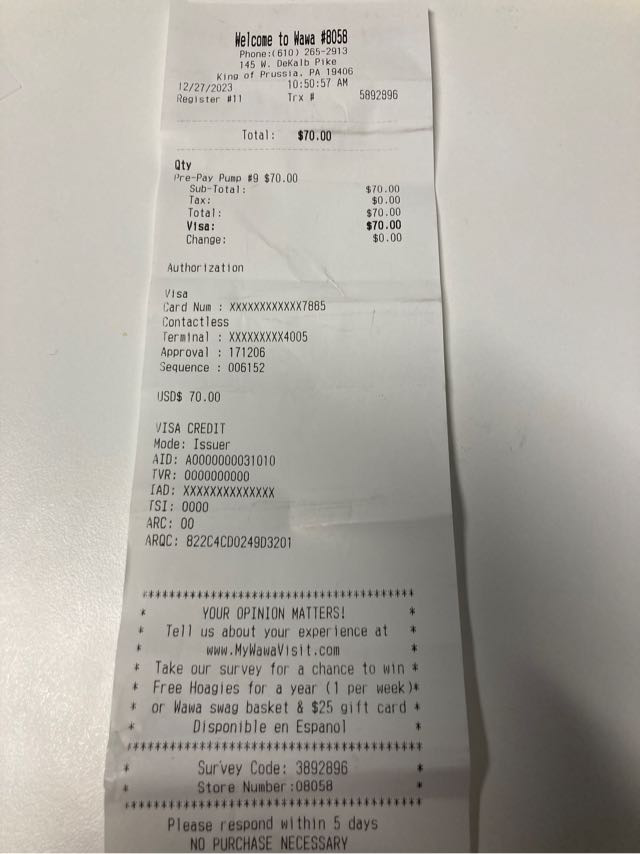 Welcome to Wawa #8058
Phone:(610) 265-2913
145 W. DeKalb Pike
King of Prussia, PA 19406
12/27/2023 10:50:57 AM
Register #11 Trx # 5892896
Total: $70.00
Qty
Pre-Pay Pump #9 $70.00
Sub-Total: $70.00
Tax: $0.00
Total: $70.00
Visa: $70.00
Change: $0.00
Authorization
Visa
Card Num : XXXXXXXXXXXX7885
Contactless
Terminal : XXXXXXXXX4005
Approval : 171206
Sequence : 006152
USD$ 70.00
VISA CREDIT
Mode: Issuer
AID: A0000000031010
TVR: 0000000000
IAD: XXXXXXXXXXXXXX
TSI: 0000
ARC: 00
ARQC: 822C4CD0249D3201
****************************************
* YOUR OPINION MATTERS! *
* Tell us about your experience at *
* www.MyWawaVisit.com *
* Take our survey for a chance to win *
* Free Hoagies for a year (1 per week)*
* or Wawa swag basket & $25 gift card *
* Disponible en Espanol *
****************************************
* Survey Code: 3892896 *
* Store Number:08058 *
****************************************
Please respond within 5 days
NO PURCHASE NECESSARY